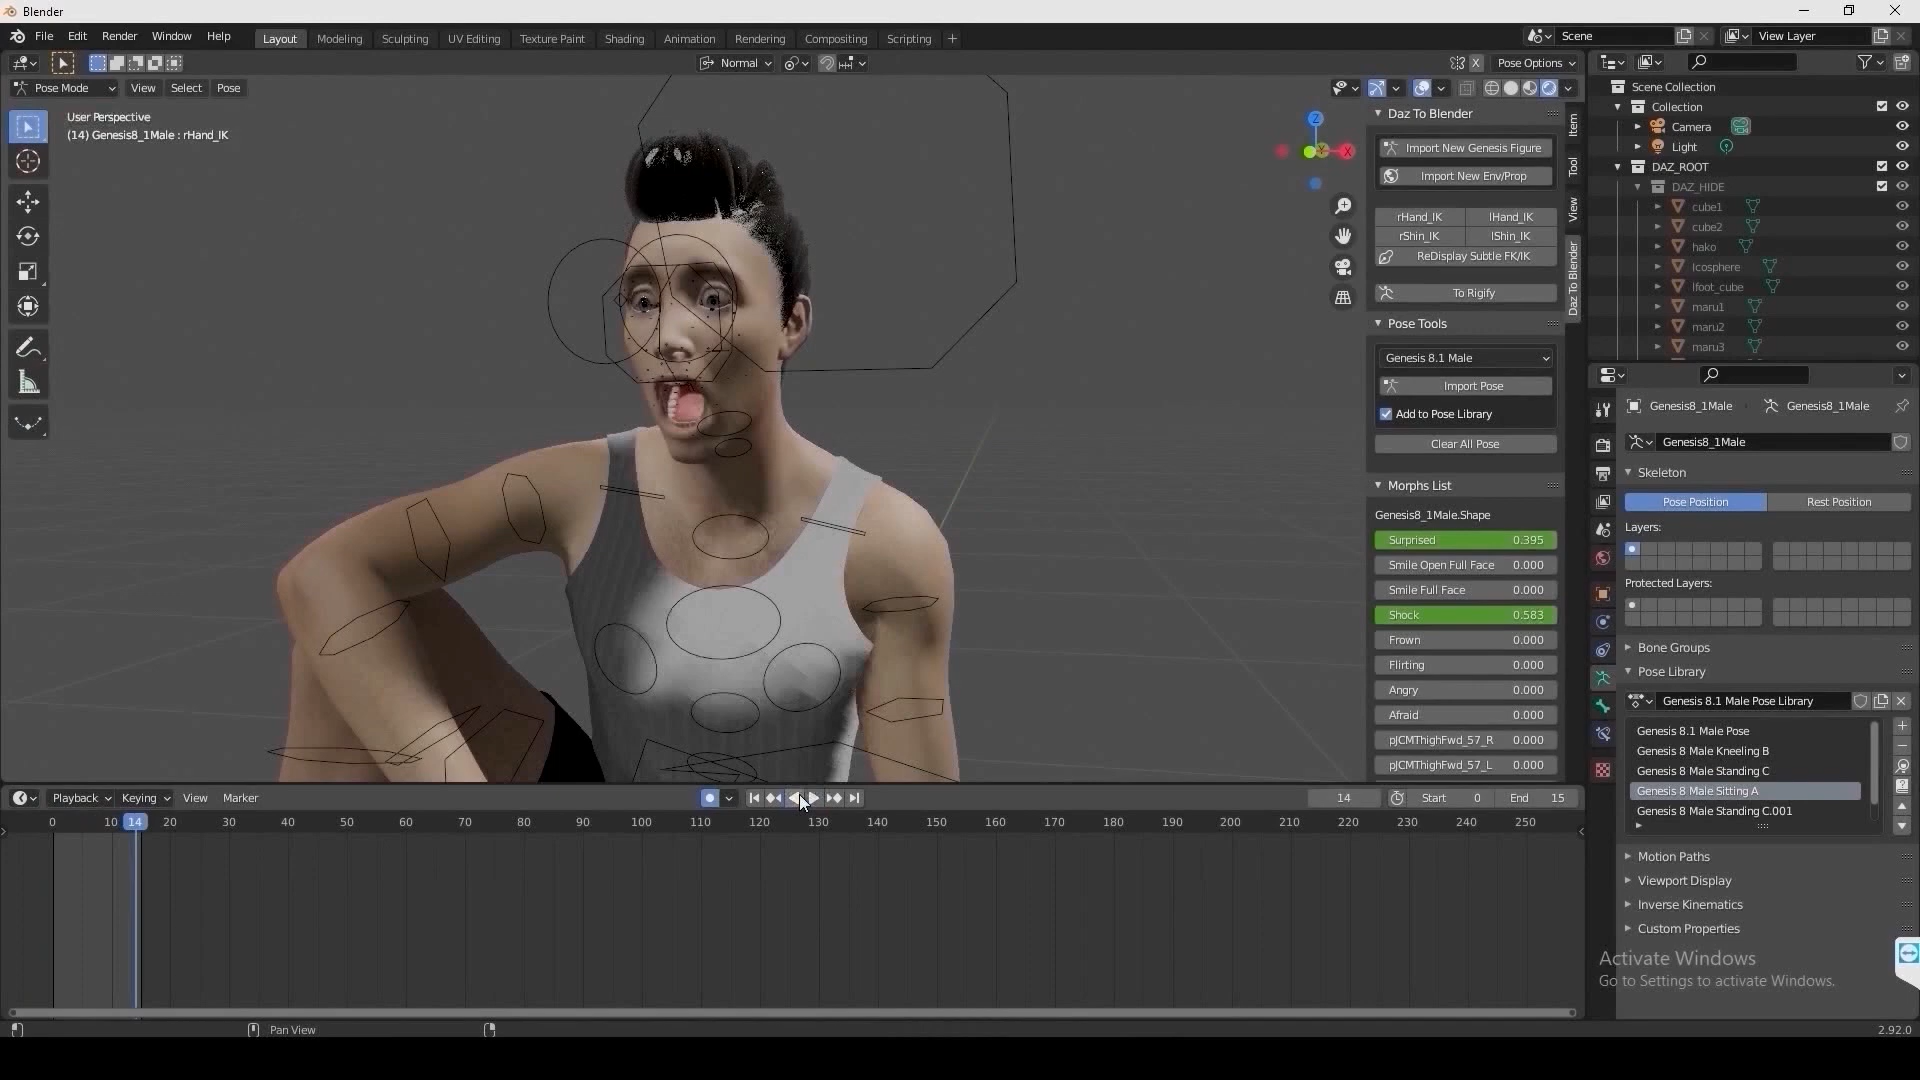 Blender
File Edit Render Window Help
Layout Modeling Sculpting UV Editing Texture Paint Shading Animation Rendering Compositing Scripting +
Scene
View Layer
Normal
X
Pose Options
Pose Mode View Select Pose
User Perspective
(14) Genesis8_1Male : rHand_IK
Z
X
Item
Tool
View
Daz To Blender
Daz To Blender
Import New Genesis Figure
Import New Env/Prop
rHand_IK lHand_IK
rShin_IK lShin_IK
ReDisplay Subtle FK/IK
To Rigify
Pose Tools
Genesis 8.1 Male
Import Pose
Add to Pose Library
Clear All Pose
Morphs List
Genesis8_1Male.Shape
Surprised 0.395
Smile Open Full Face 0.000
Smile Full Face 0.000
Shock 0.583
Frown 0.000
Flirting 0.000
Angry 0.000
Afraid 0.000
pJCMThighFwd_57_R 0.000
pJCMThighFwd_57_L 0.000
Scene Collection
Collection
Camera
Light
DAZ_ROOT
DAZ_HIDE
cube1
cube2
hako
Icosphere
lfoot_cube
maru1
maru2
maru3
Genesis8_1Male Genesis8_1Male
Genesis8_1Male
Skeleton
Pose Position Rest Position
Layers:
Protected Layers:
Bone Groups
Pose Library
Genesis 8.1 Male Pose Library
Genesis 8.1 Male Pose
Genesis 8 Male Kneeling B
Genesis 8 Male Standing C
Genesis 8 Male Sitting A
Genesis 8 Male Standing C.001
Motion Paths
Viewport Display
Inverse Kinematics
Custom Properties
Activate Windows
Go to Settings to activate Windows.
Playback Keying View Marker
14 Start 0 End 15
0 10 14 20 30 40 50 60 70 80 90 100 110 120 130 140 150 160 170 180 190 200 210 220 230 240 250
Pan View
2.92.0